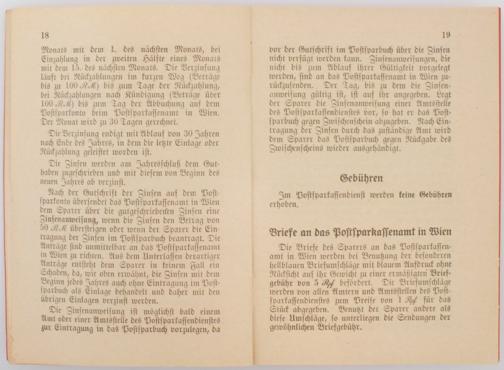 18
Monats mit dem 1. des nächsten Monats, bei
Einzahlung in der zweiten Hälfte eines Monats
mit dem 15. des nächsten Monats. Die Verzinsung
läuft bei Rückzahlungen im kurzen Weg (Beträge
bis zu 100 RM) bis zum Tage der Rückzahlung,
bei Rückzahlungen nach Kündigung (Beträge über
100 RM) bis zum Tag der Abbuchung auf dem
Postsparkonto beim Postsparkassenamt in Wien.
Der Monat wird zu 30 Tagen gerechnet.
Die Verzinsung endigt mit Ablauf von 30 Jahren
nach Ende des Jahres, in dem die letzte Einlage oder
Rückzahlung geleistet worden ist.
Die Zinsen werden am Jahresschluß dem Gut-
haben zugeschrieben und mit diesem von Beginn des
neuen Jahres ab verzinst.
Nach der Gutschrift der Zinsen auf dem Post-
sparkonto übersendet das Postsparkassenamt in Wien
dem Sparer über die gutgeschriebenen Zinsen eine
Zinsenanweisung, wenn die Zinsen den Betrag von
50 RM übersteigen oder wenn der Sparer die Ein-
tragung der Zinsen im Postsparbuch beantragt. Die
Anträge sind unmittelbar an das Postsparkassenamt
in Wien zu richten. Aus dem Unterlassen derartiger
Anträge entsteht dem Sparer in keinem Fall ein
Schaden, da, wie oben erwähnt, die Zinsen mit dem
Beginn jedes Jahres auch ohne Eintragung im Post-
sparbuch als Einlage behandelt und daher mit den
übrigen Einlagen verzinst werden.
Die Zinsenanweisung ist möglichst bald einem
Amt oder einer Amtsstelle des Postsparkassendienstes
zur Eintragung in das Postsparbuch vorzulegen, da
19
vor der Gutschrift im Postsparbuch über die Zinsen
nicht verfügt werden kann. Zinsenanweisungen, die
nicht bis zum Ablauf ihrer Gültigkeit vorgelegt
werden, sind an das Postsparkassenamt in Wien zu-
rückzusenden. Der Tag, bis zu dem die Zinsen-
anweisung gültig ist, ist auf ihr angegeben. Legt
der Sparer die Zinsenanweisung einer Amtsstelle
des Postsparkassendienstes vor, so hat er das Post-
sparbuch gegen Zwischenschein abzugeben. Nach Ein-
tragung der Zinsen durch das zuständige Amt wird
dem Sparer das Postsparbuch gegen Rückgabe des
Zwischenscheins wieder ausgehändigt.
Gebühren
Im Postsparkassendienst werden keine Gebühren
erhoben.
Briefe an das Postsparkassenamt in Wien
Die Briefe des Sparers an das Postsparkassen-
amt in Wien werden bei Benutzung der besonderen
hellblauen Briefumschläge mit blauem Aufdruck ohne
Rücksicht auf ihr Gewicht zu einer ermäßigten Brief-
gebühr von 5 Rpf befördert. Die Briefumschläge
werden von allen Ämtern und Amtsstellen des Post-
sparkassendienstes zum Preise von 1 Rpf für das
Stück abgegeben. Benutzt der Sparer andere als
diese Umschläge, so unterliegen die Sendungen der
gewöhnlichen Briefgebühr.